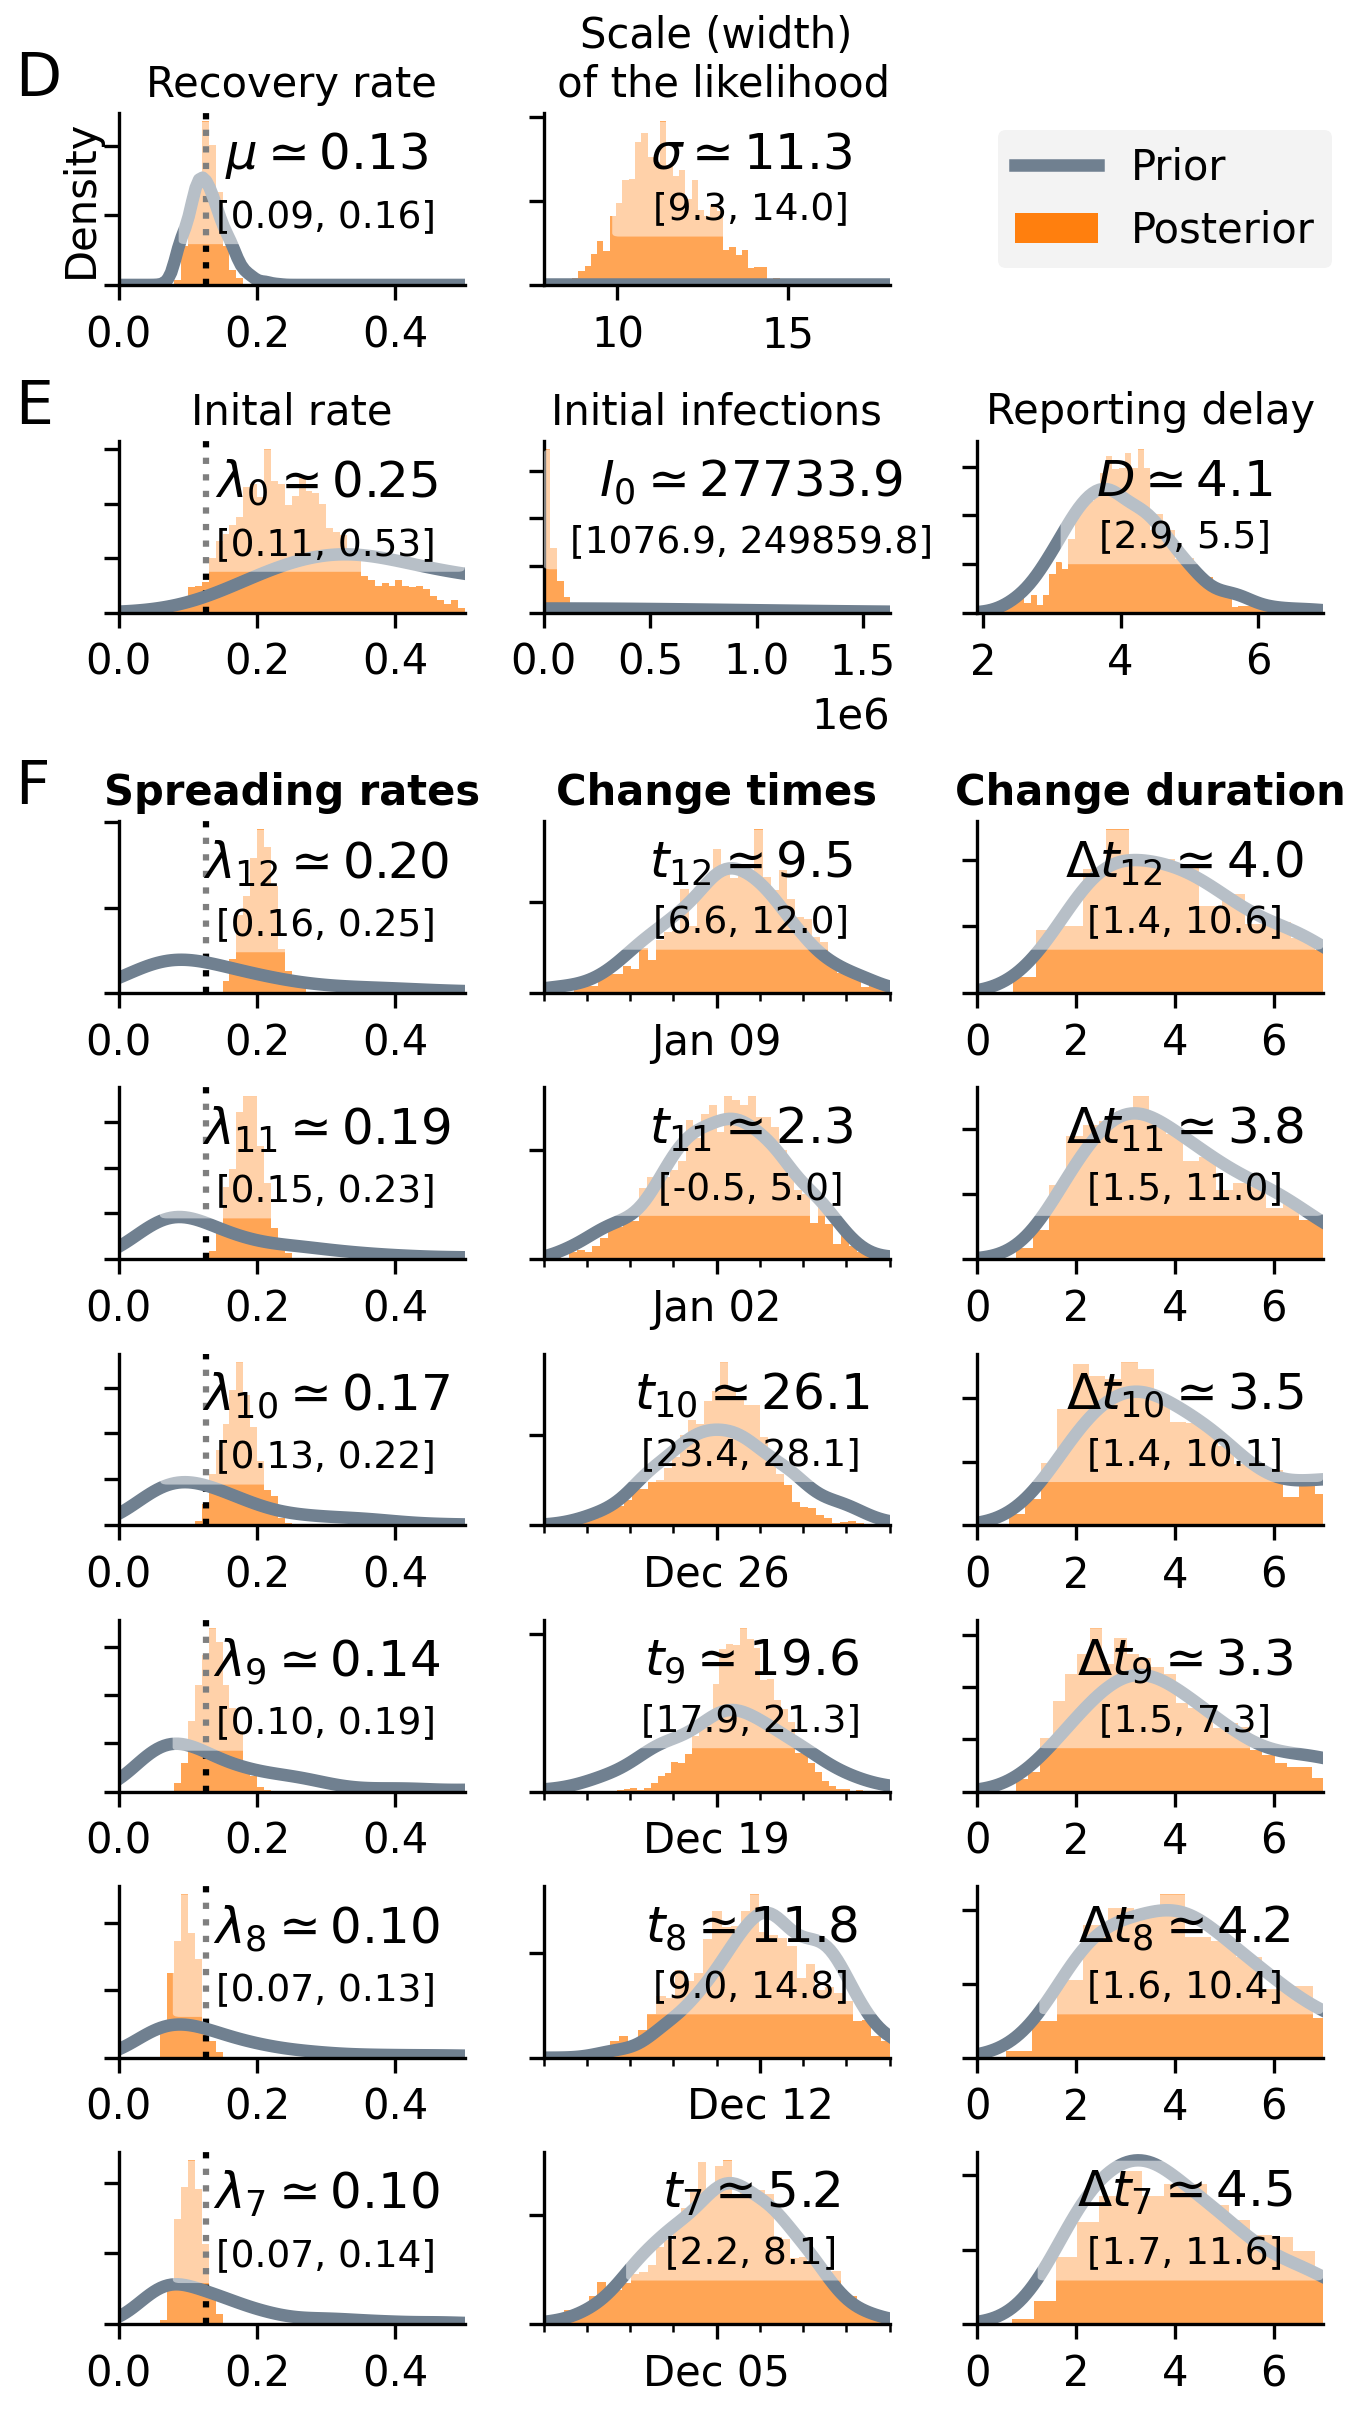 D
Recovery rate
Scale (width)
of the likelihood
Density
μ ≃ 0.13
[0.09, 0.16]
σ ≃ 11.3
[9.3, 14.0]
Prior
Posterior
0.0 0.2 0.4
10 15
E
Inital rate
Initial infections
Reporting delay
λ0 ≃ 0.25
[0.11, 0.53]
I0 ≃ 27733.9
[1076.9, 249859.8]
D ≃ 4.1
[2.9, 5.5]
0.0 0.2 0.4
0.0 0.5 1.0 1.5
1e6
2 4 6
F
Spreading rates
Change times
Change duration
λ12 ≃ 0.20
[0.16, 0.25]
t12 ≃ 9.5
[6.6, 12.0]
Δt12 ≃ 4.0
[1.4, 10.6]
0.0 0.2 0.4
Jan 09
0 2 4 6
λ11 ≃ 0.19
[0.15, 0.23]
t11 ≃ 2.3
[-0.5, 5.0]
Δt11 ≃ 3.8
[1.5, 11.0]
0.0 0.2 0.4
Jan 02
0 2 4 6
λ10 ≃ 0.17
[0.13, 0.22]
t10 ≃ 26.1
[23.4, 28.1]
Δt10 ≃ 3.5
[1.4, 10.1]
0.0 0.2 0.4
Dec 26
0 2 4 6
λ9 ≃ 0.14
[0.10, 0.19]
t9 ≃ 19.6
[17.9, 21.3]
Δt9 ≃ 3.3
[1.5, 7.3]
0.0 0.2 0.4
Dec 19
0 2 4 6
λ8 ≃ 0.10
[0.07, 0.13]
t8 ≃ 11.8
[9.0, 14.8]
Δt8 ≃ 4.2
[1.6, 10.4]
0.0 0.2 0.4
Dec 12
0 2 4 6
λ7 ≃ 0.10
[0.07, 0.14]
t7 ≃ 5.2
[2.2, 8.1]
Δt7 ≃ 4.5
[1.7, 11.6]
0.0 0.2 0.4
Dec 05
0 2 4 6